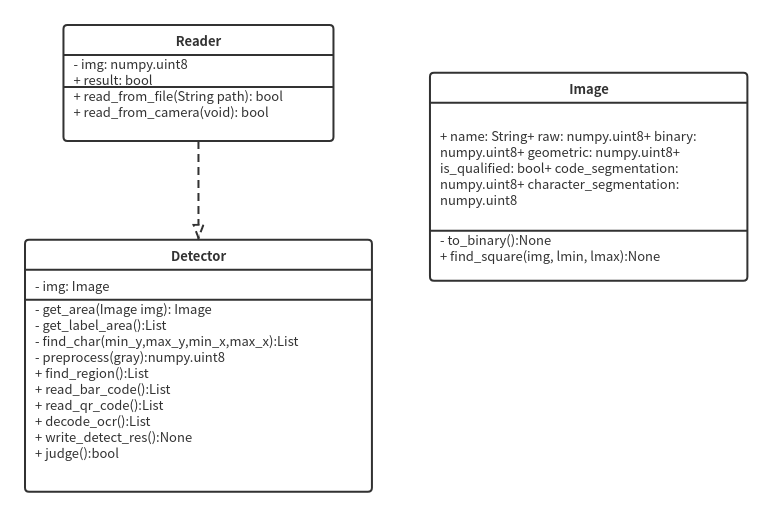 Reader
- img: numpy.uint8
+ result: bool
+ read_from_file(String path): bool
+ read_from_camera(void): bool
Image
+ name: String+ raw: numpy.uint8+ binary:
numpy.uint8+ geometric: numpy.uint8+
is_qualified: bool+ code_segmentation:
numpy.uint8+ character_segmentation:
numpy.uint8
- to_binary():None
+ find_square(img, lmin, lmax):None
Detector
- img: Image
- get_area(Image img): Image
- get_label_area():List
- find_char(min_y,max_y,min_x,max_x):List
- preprocess(gray):numpy.uint8
+ find_region():List
+ read_bar_code():List
+ read_qr_code():List
+ decode_ocr():List
+ write_detect_res():None
+ judge():bool